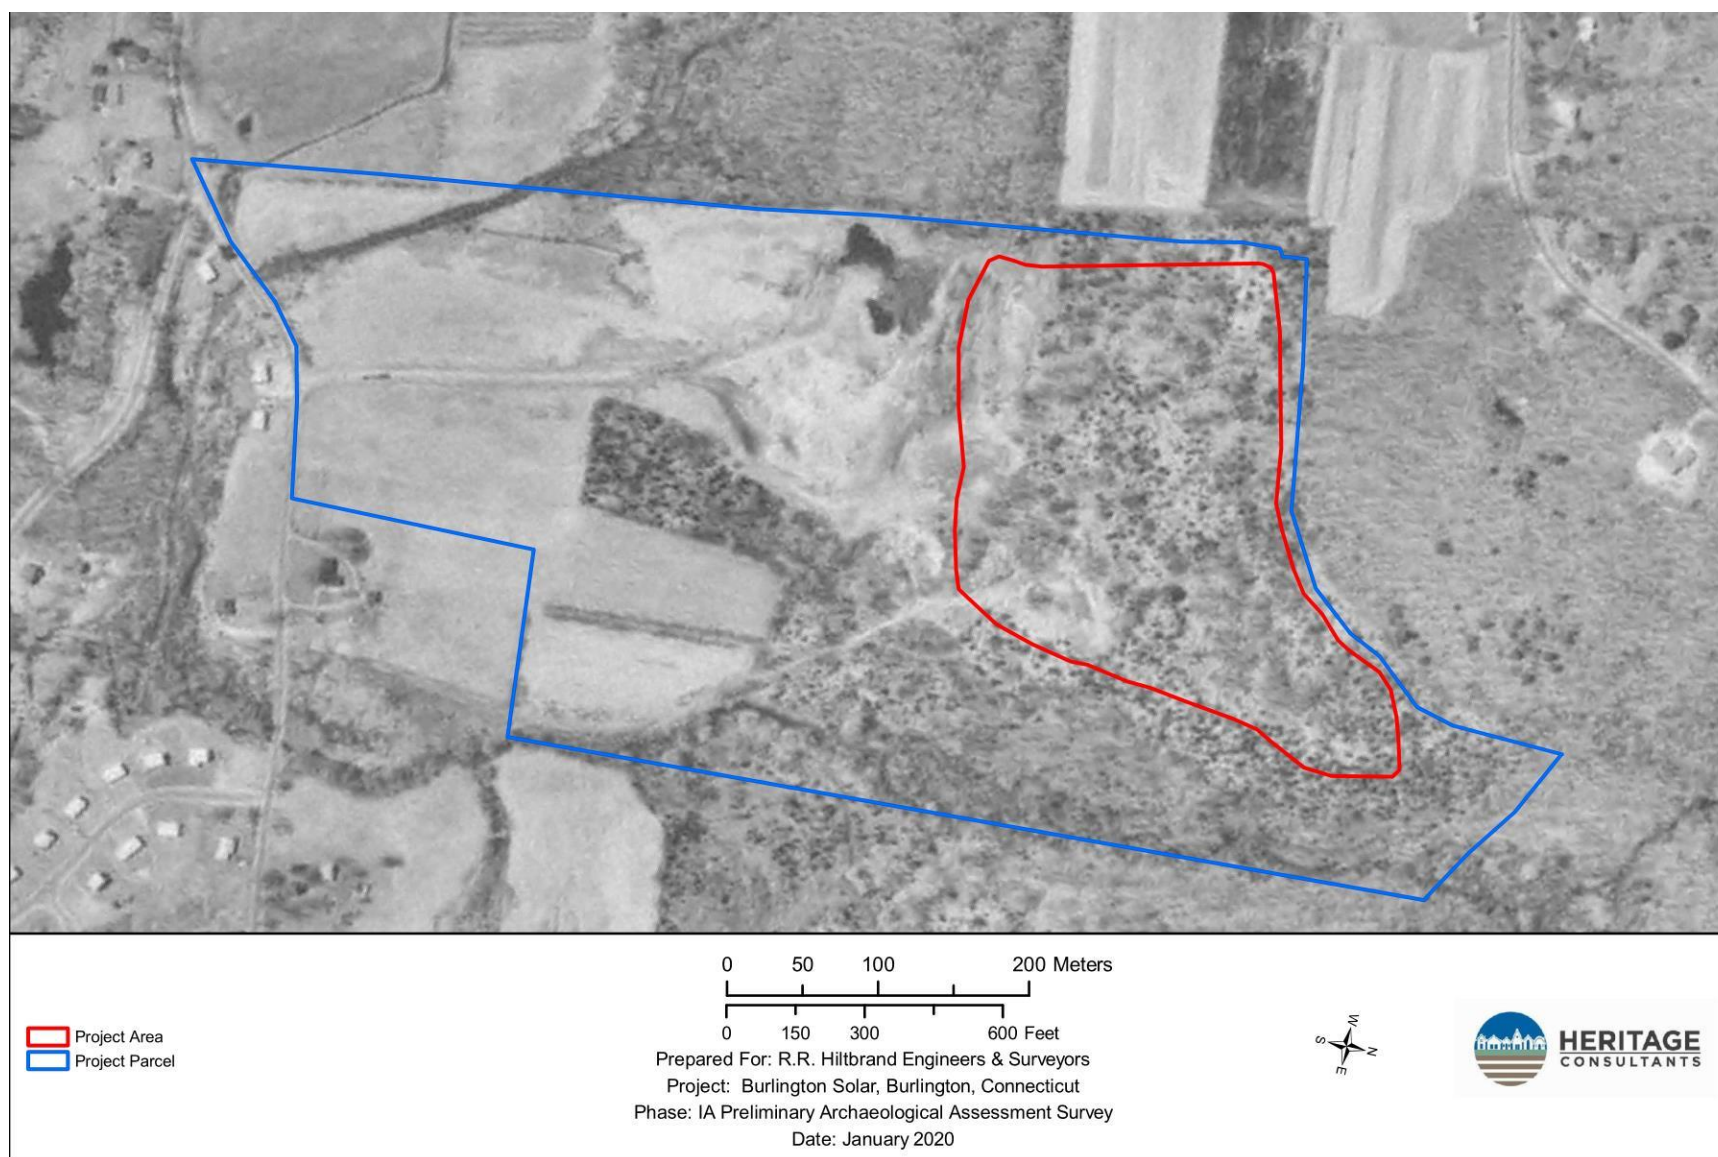 0 50 100 200 Meters
0 150 300 600 Feet
Project Area
Project Parcel
Prepared For: R.R. Hiltbrand Engineers & Surveyors
Project: Burlington Solar, Burlington, Connecticut
Phase: IA Preliminary Archaeological Assessment Survey
Date: January 2020
W
S N
E
HERITAGE
CONSULTANTS